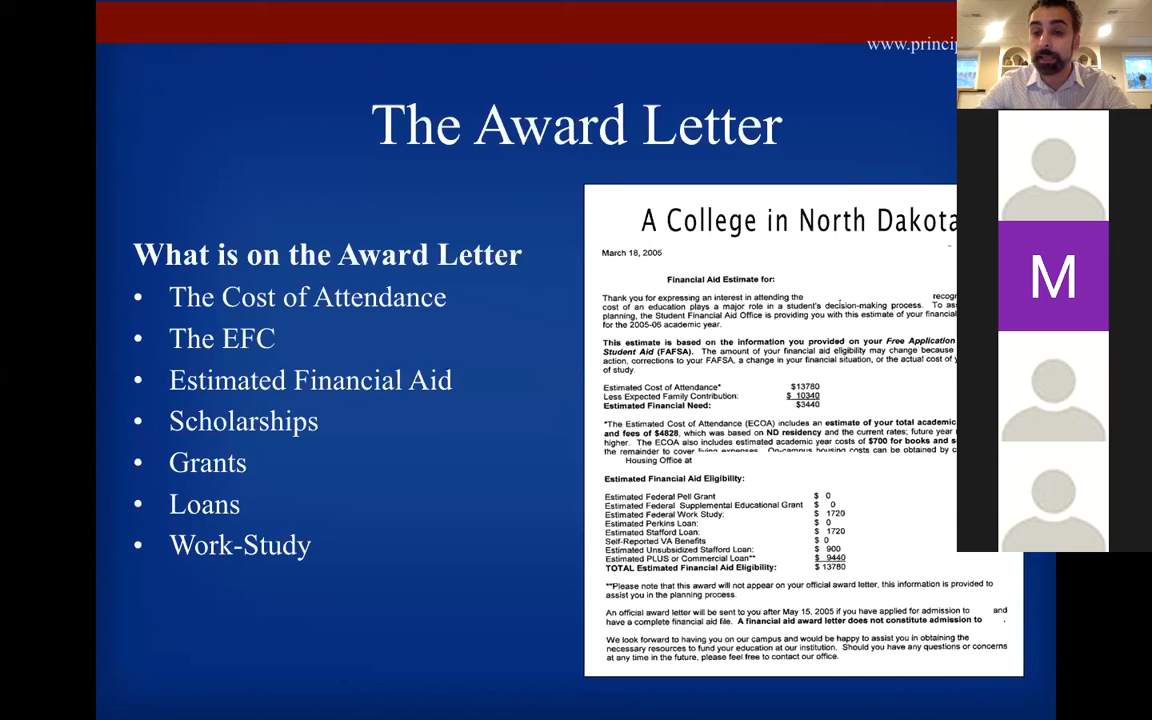 www.princip
The Award Letter
What is on the Award Letter
• The Cost of Attendance
• The EFC
• Estimated Financial Aid
• Scholarships
• Grants
• Loans
• Work-Study
A College in North Dakota
March 18, 2005
Financial Aid Estimate for:
Thank you for expressing an interest in attending the recogn
cost of an education plays a major role in a student's decision-making process. To ass
planning, the Student Financial Aid Office is providing you with this estimate of your financial
for the 2005-06 academic year.
This estimate is based on the information you provided on your Free Application
Student Aid (FAFSA). The amount of your financial aid eligibility may change because
action, corrections to your FAFSA, a change in your financial situation, or the actual cost of y
of study.
Estimated Cost of Attendance* $13780
Less Expected Family Contribution: $ 10340
Estimated Financial Need: $3440
*The Estimated Cost of Attendance (ECOA) includes an estimate of your total academic
and fees of $4828, which was based on ND residency and the current rates; future year
higher. The ECOA also includes estimated academic year costs of $700 for books and s
the remainder to cover living expenses. On-campus housing costs can be obtained by c
Housing Office at
Estimated Financial Aid Eligibility:
Estimated Federal Pell Grant $ 0
Estimated Federal Supplemental Educational Grant $ 0
Estimated Federal Work Study: $ 1720
Estimated Perkins Loan: $ 0
Estimated Stafford Loan: $ 1720
Self-Reported VA Benefits $ 0
Estimated Unsubsidized Stafford Loan: $ 900
Estimated PLUS or Commercial Loan** $ 9440
TOTAL Estimated Financial Aid Eligibility: $ 13780
**Please note that this award will not appear on your official award letter, this information is provided to
assist you in the planning process.
An official award letter will be sent to you after May 15, 2005 if you have applied for admission to and
have a complete financial aid file. A financial aid award letter does not constitute admission to .
We look forward to having you on our campus and would be happy to assist you in obtaining the
necessary resources to fund your education at our institution. Should you have any questions or concerns
at any time in the future, please feel free to contact our office.
M